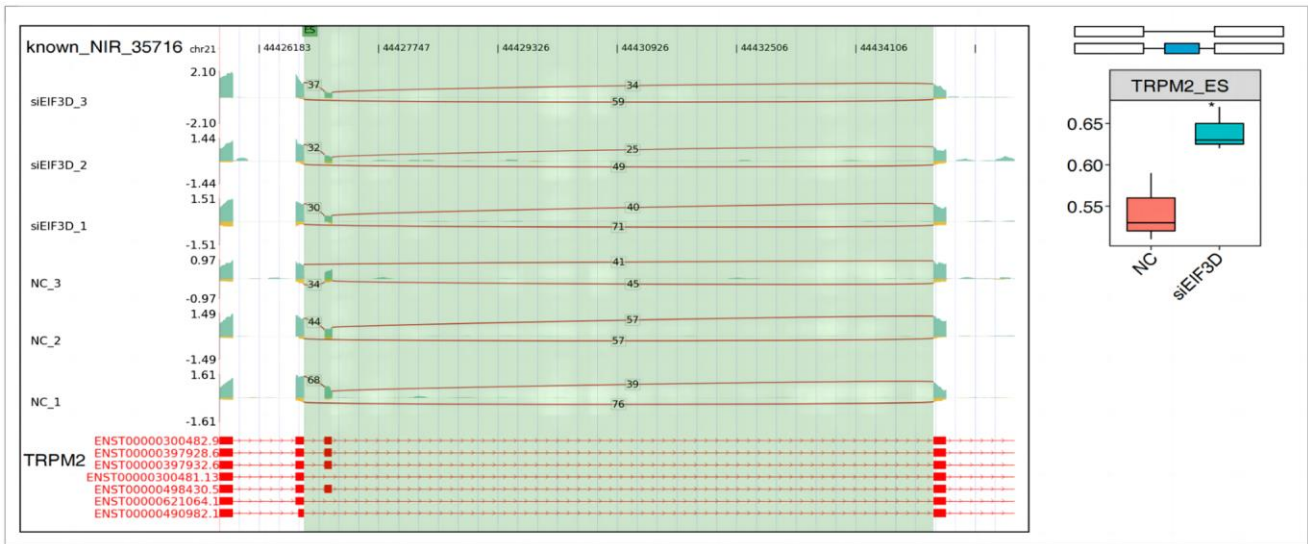 ES
known_NIR_35716 chr21 | 44426183 | 44427747 | 44429326 | 44430926 | 44432506 | 44434106 |
2.10
siEIF3D_3
37
34
59
-2.10
1.44
siEIF3D_2
32
25
49
-1.44
1.51
siEIF3D_1
30
40
71
-1.51
0.97
NC_3
41
34
45
-0.97
1.49
NC_2
44
57
57
-1.49
1.61
NC_1
68
39
76
-1.61
TRPM2
ENST00000300482.9
ENST00000397928.6
ENST00000397932.6
ENST00000300481.13
ENST00000498430.5
ENST00000621064.1
ENST00000490982.1
TRPM2_ES
*
0.65
0.60
0.55
NC
siEIF3D